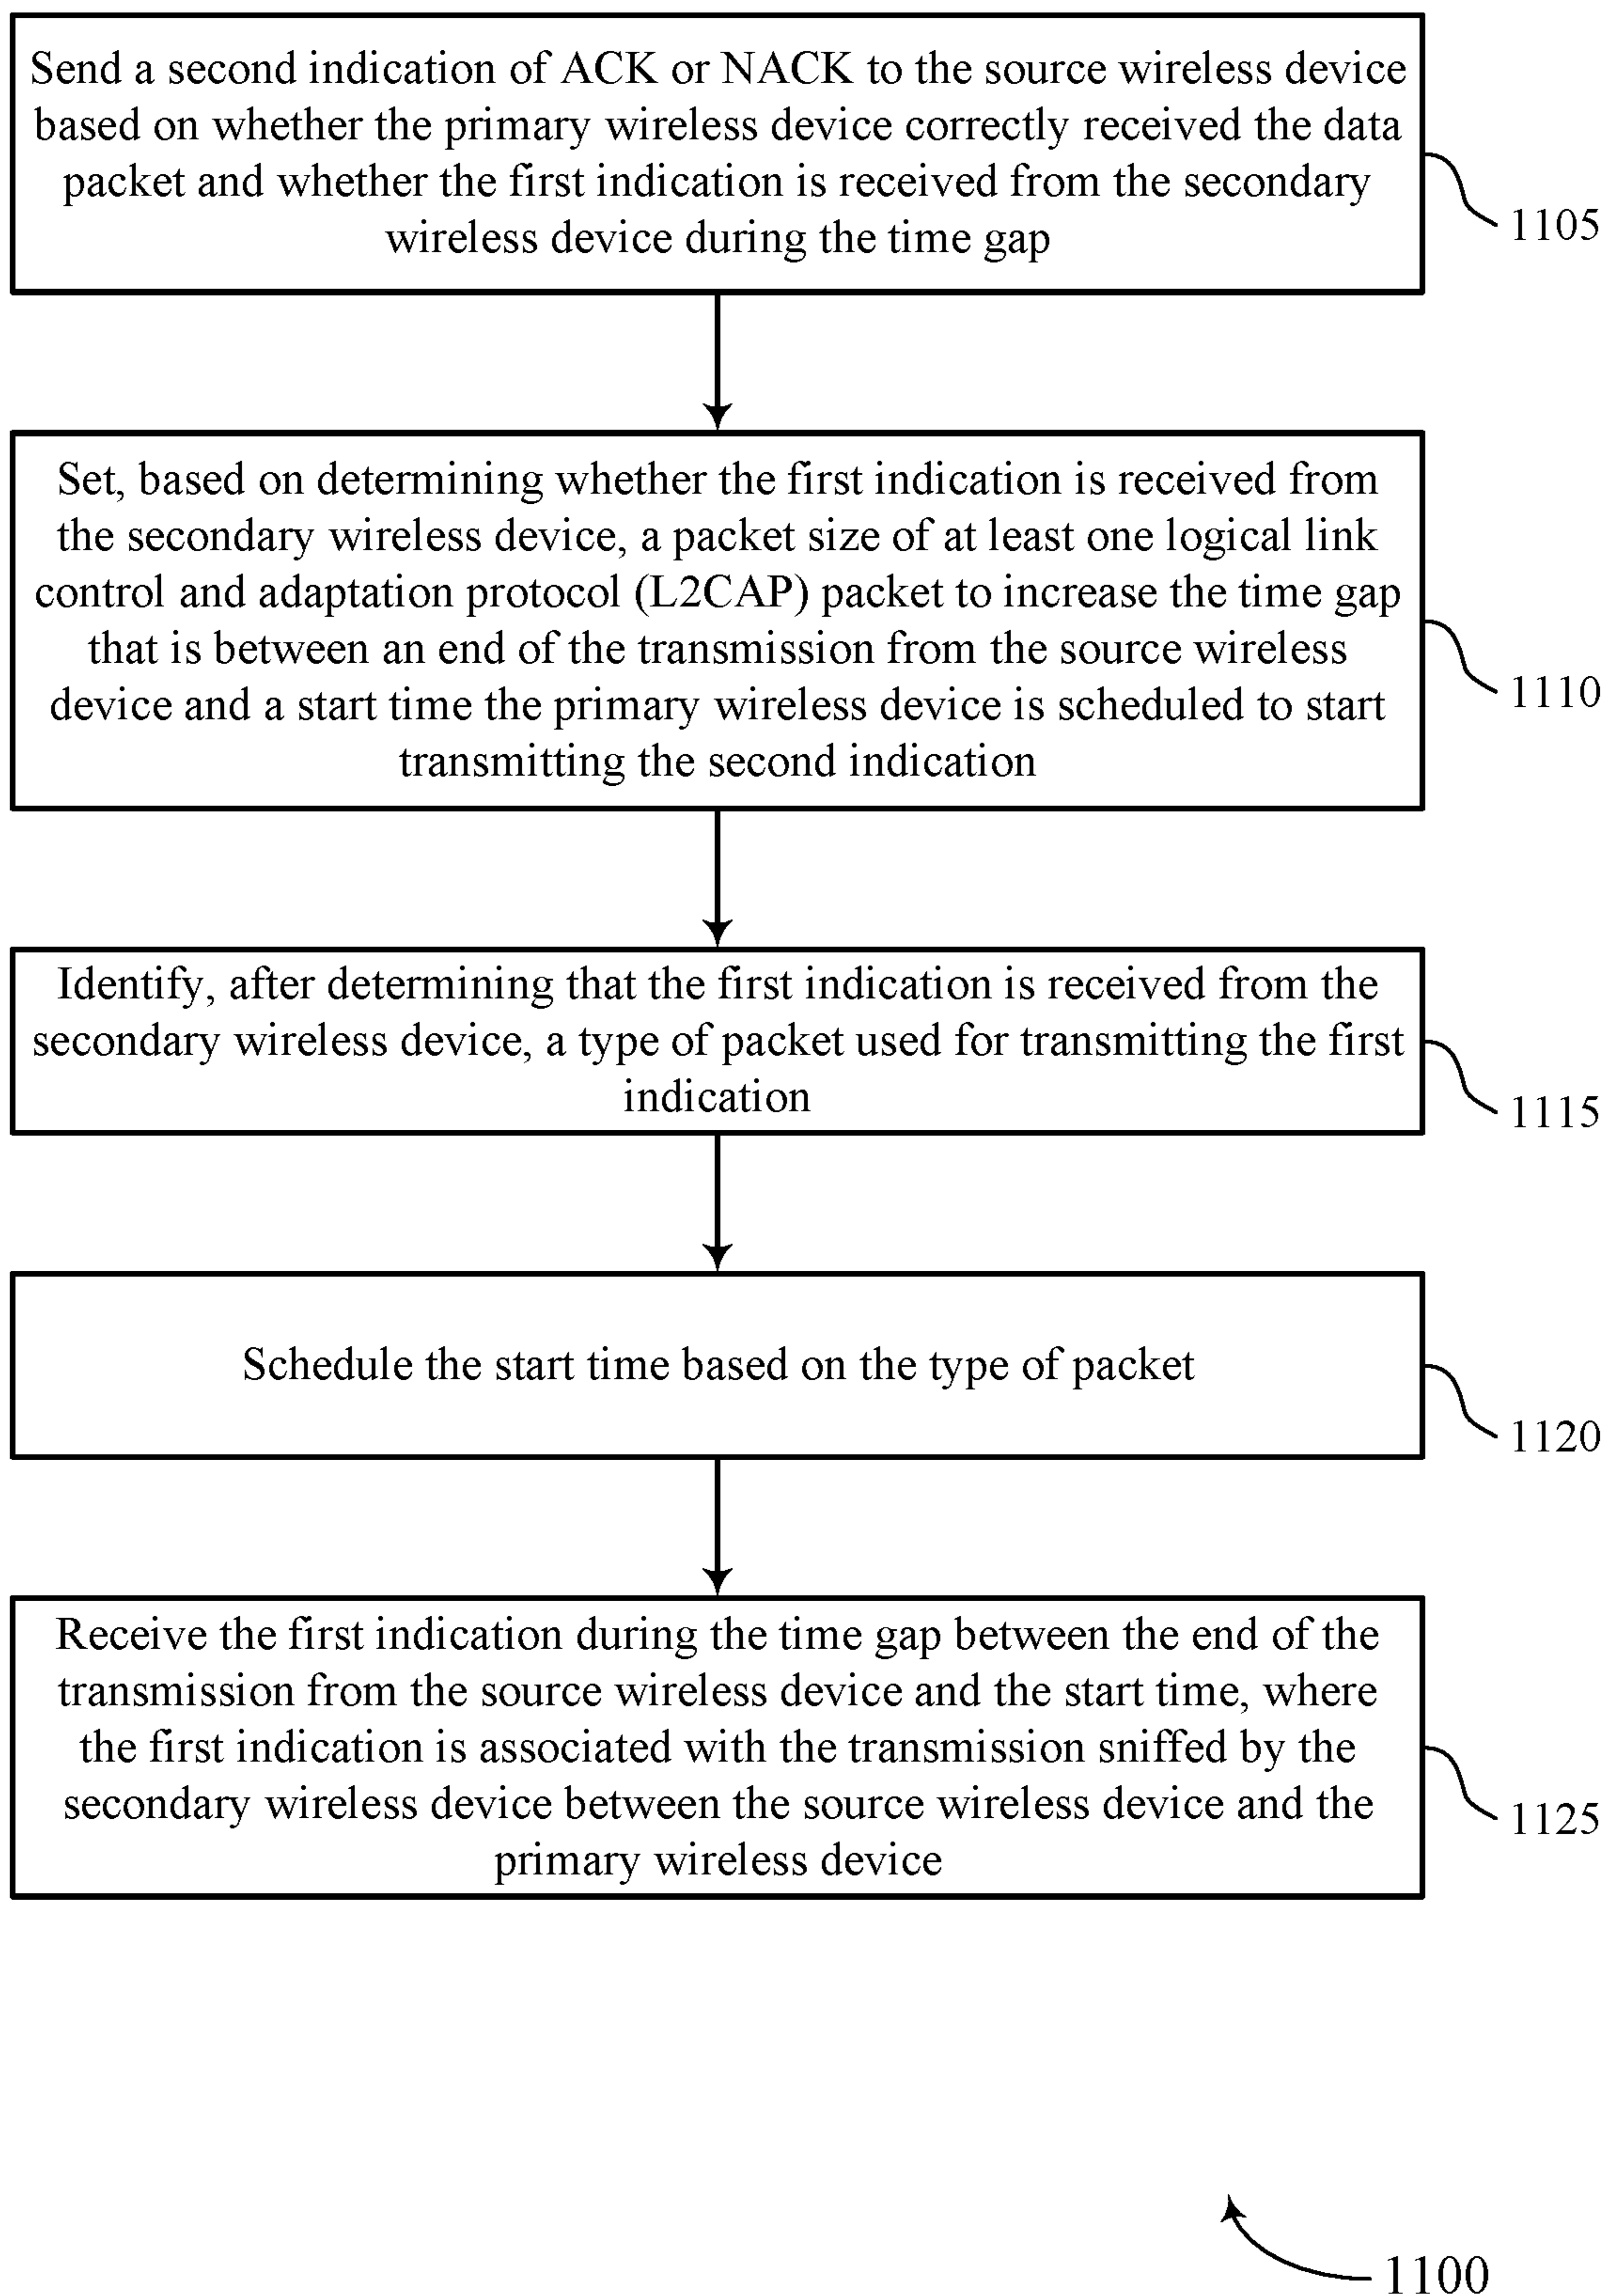 Send a second indication of ACK or NACK to the source wireless device
based on whether the primary wireless device correctly received the data
packet and whether the first indication is received from the secondary
wireless device during the time gap
1105
Set, based on determining whether the first indication is received from
the secondary wireless device, a packet size of at least one logical link
control and adaptation protocol (L2CAP) packet to increase the time gap
that is between an end of the transmission from the source wireless
device and a start time the primary wireless device is scheduled to start
transmitting the second indication
1110
Identify, after determining that the first indication is received from the
secondary wireless device, a type of packet used for transmitting the first
indication
1115
Schedule the start time based on the type of packet
1120
Receive the first indication during the time gap between the end of the
transmission from the source wireless device and the start time, where
the first indication is associated with the transmission sniffed by the
secondary wireless device between the source wireless device and the
primary wireless device
1125
1100